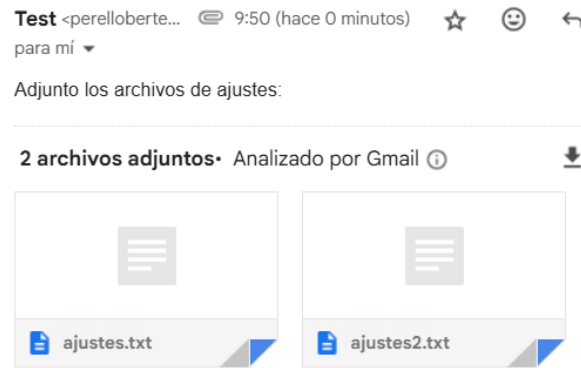 Test <perelloberte... 9:50 (hace 0 minutos)
para mí
Adjunto los archivos de ajustes:
2 archivos adjuntos• Analizado por Gmail
ajustes.txt
ajustes2.txt